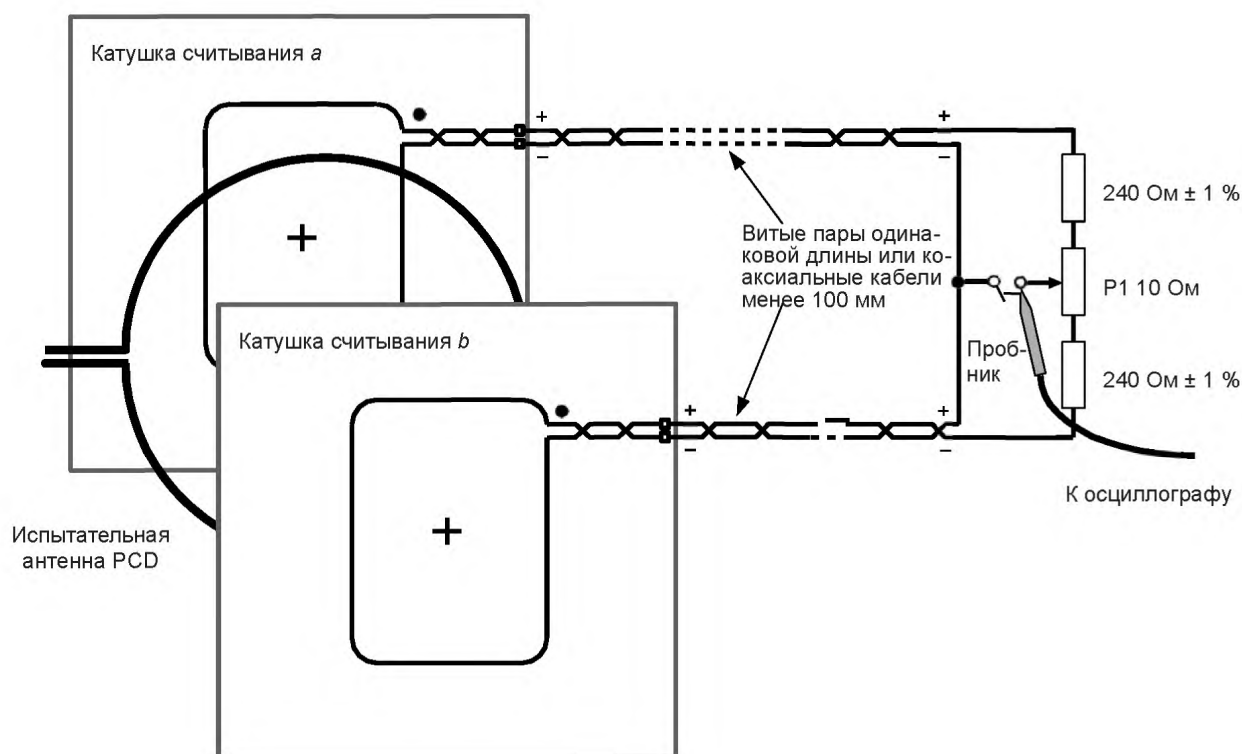 Катушка считывания a
+
+
–
–
240 Ом ± 1 %
Витые пары одина-
ковой длины или ко-
аксиальные кабели
менее 100 мм
P1 10 Ом
Катушка считывания b
Проб-
ник
240 Ом ± 1 %
+
+
–
–
К осциллографу
Испытательная
антенна PCD